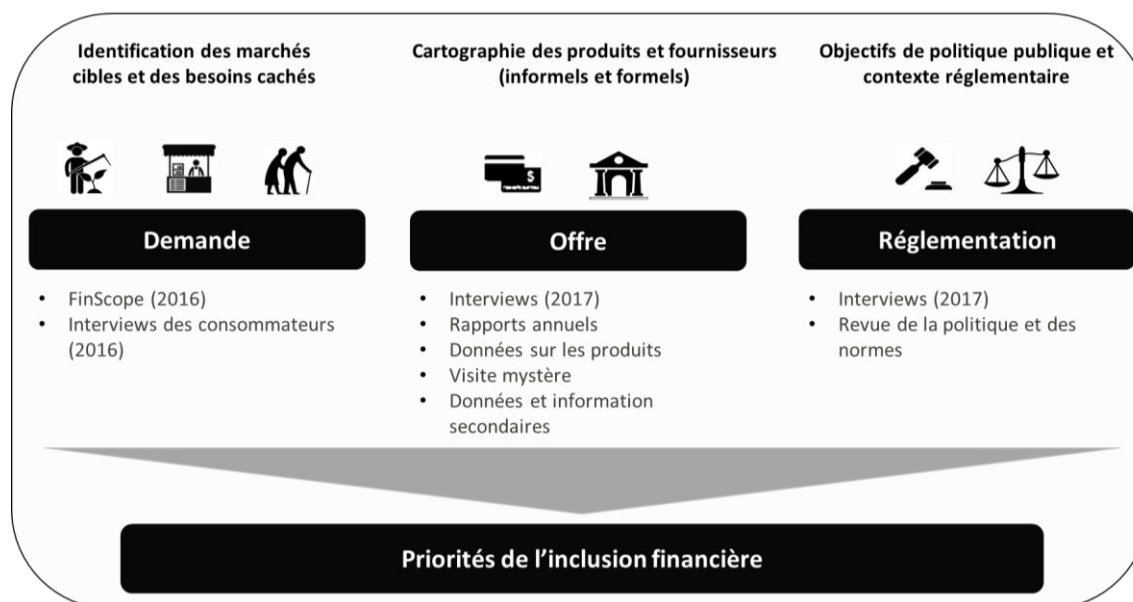 Identification des marchés
cibles et des besoins cachés
Cartographie des produits et fournisseurs
(informels et formels)
Objectifs de politique publique et
contexte réglementaire
$
Demande
Offre
Réglementation
• FinScope (2016)
• Interviews des consommateurs
(2016)
• Interviews (2017)
• Rapports annuels
• Données sur les produits
• Visite mystère
• Données et information
secondaires
• Interviews (2017)
• Revue de la politique et des
normes
Priorités de l’inclusion financière